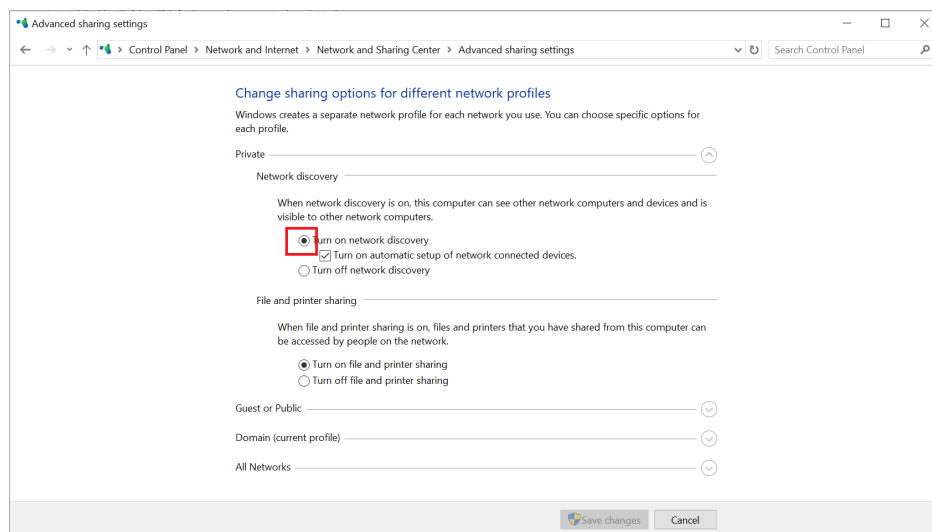 Advanced sharing settings
Control Panel > Network and Internet > Network and Sharing Center > Advanced sharing settings
Search Control Panel
Change sharing options for different network profiles
Windows creates a separate network profile for each network you use. You can choose specific options for
each profile.
Private
Network discovery
When network discovery is on, this computer can see other network computers and devices and is
visible to other network computers.
Turn on network discovery
Turn on automatic setup of network connected devices.
Turn off network discovery
File and printer sharing
When file and printer sharing is on, files and printers that you have shared from this computer can
be accessed by people on the network.
Turn on file and printer sharing
Turn off file and printer sharing
Guest or Public
Domain (current profile)
All Networks
Save changes
Cancel